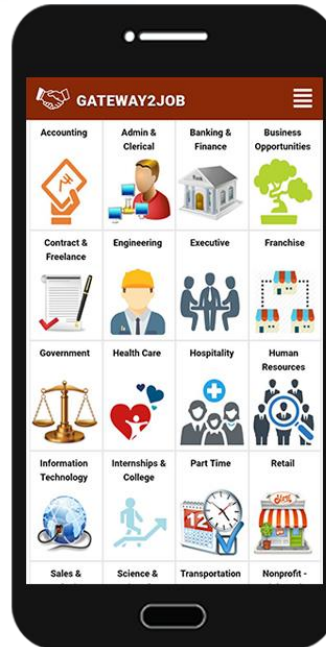 GATEWAY2JOB
Accounting
Admin &
Clerical
Banking &
Finance
Business
Opportunities
Contract &
Freelance
Engineering
Executive
Franchise
Government
Health Care
Hospitality
Human
Resources
Information
Technology
Internships &
College
Part Time
Retail
12
Sales &
Science &
Transportation
Nonprofit -